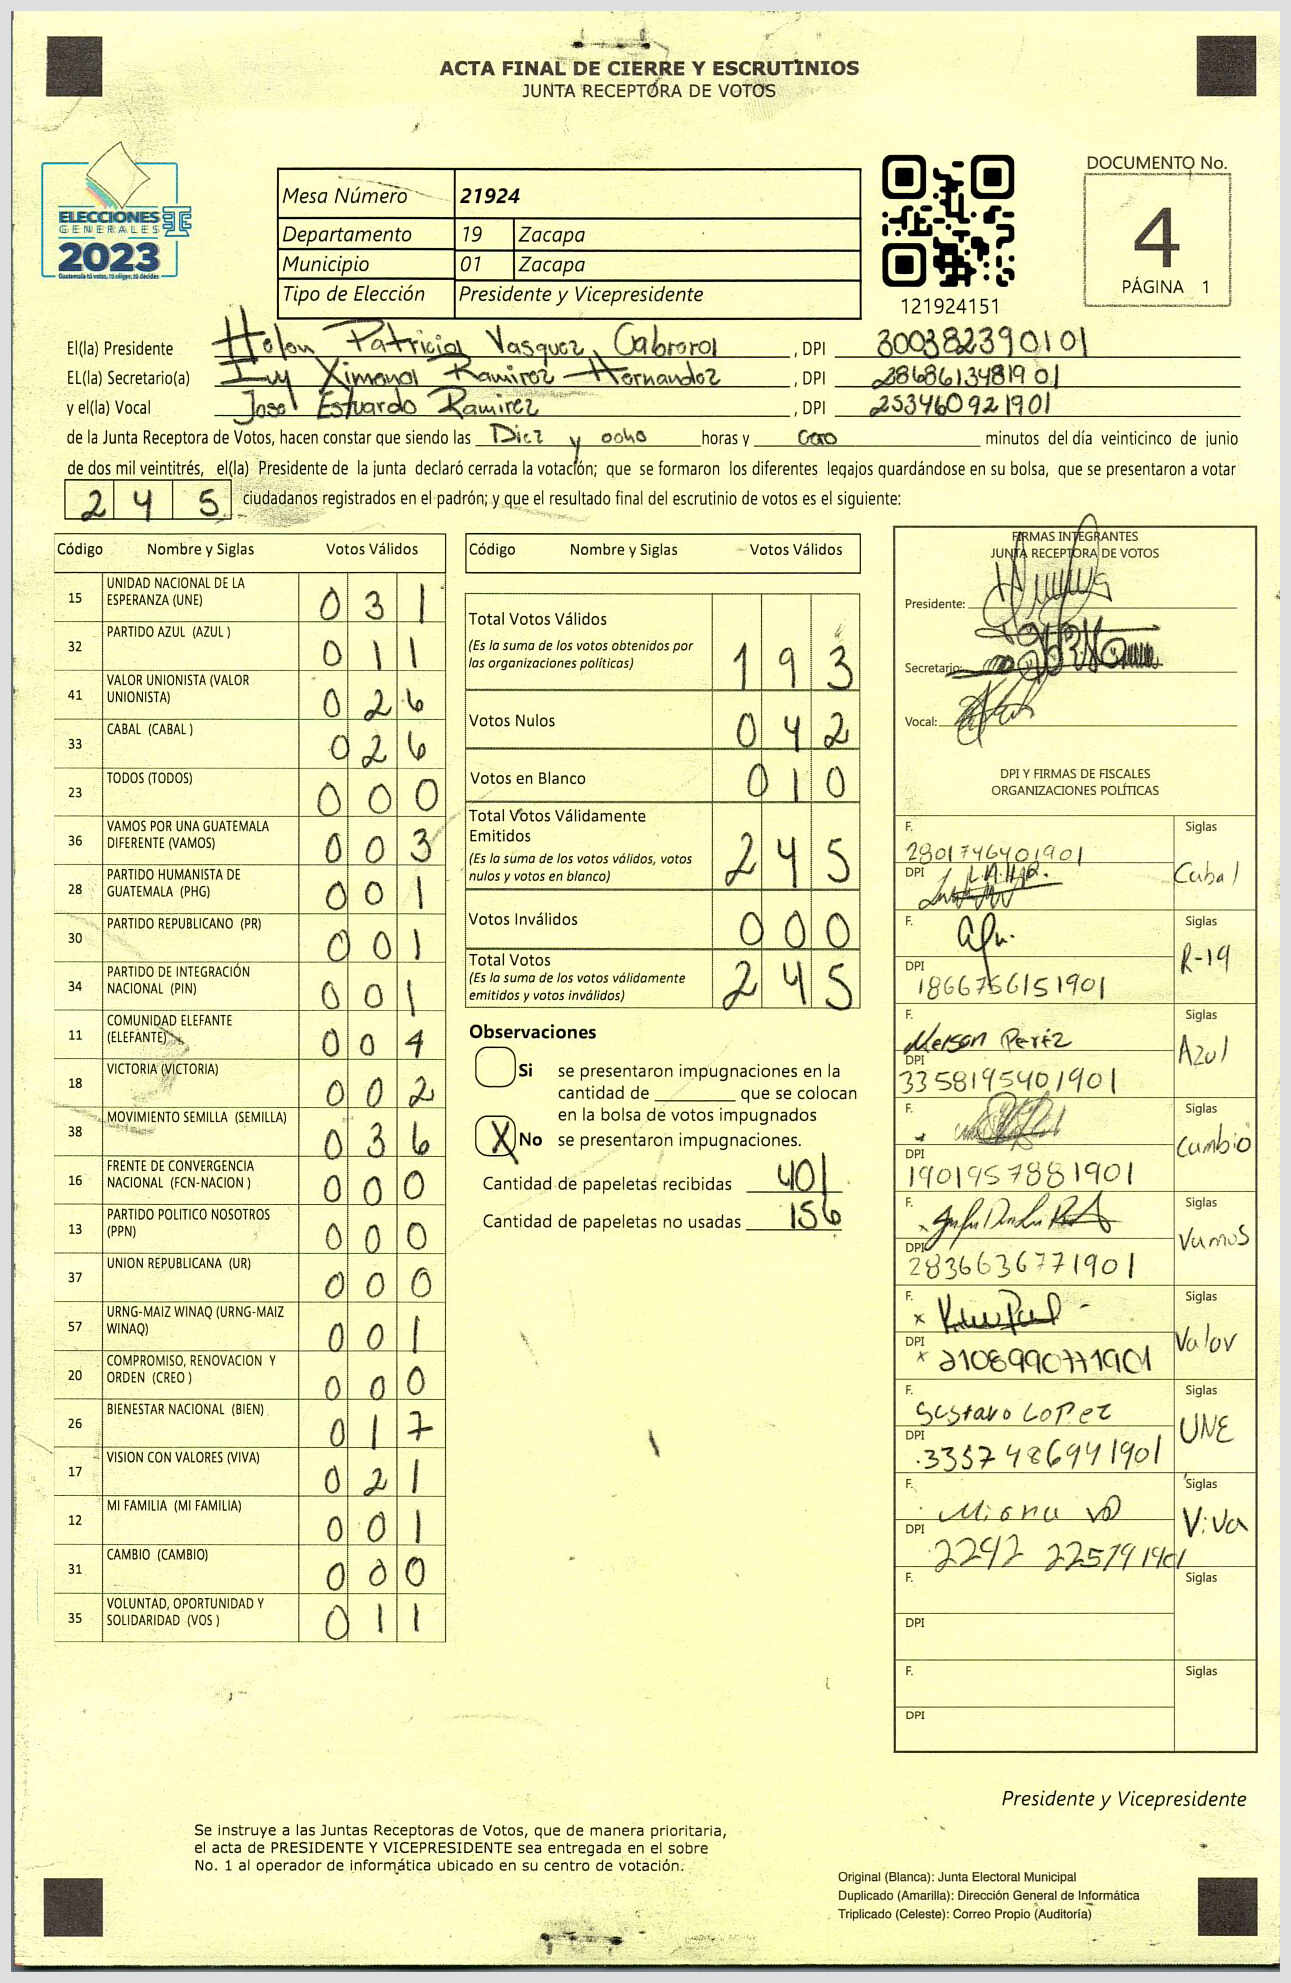 ACTA FINAL DE CIERRE Y ESCRUTINIOS
JUNTA RECEPTORA DE VOTOS
ELECCIONES
GENERALES
2023
Guatemala tú votas, tú eliges, tú decides
Mesa Número 21924
Departamento 19 Zacapa
Municipio 01 Zacapa
Tipo de Elección Presidente y Vicepresidente
121924151
DOCUMENTO No.
4
PÁGINA 1
El(la) Presidente Helen Patricia Vasquez Cabrera , DPI 300382390101
EL(la) Secretario(a) Ivy Ximena Ramirez Hernandez , DPI 2868613481901
y el(la) Vocal Jose Estuardo Ramirez , DPI 253460921901
de la Junta Receptora de Votos, hacen constar que siendo las Diez y ocho horas y cero minutos del día veinticinco de junio
de dos mil veintitrés, el(la) Presidente de la junta declaró cerrada la votación; que se formaron los diferentes legajos guardándose en su bolsa, que se presentaron a votar
2 4 5 ciudadanos registrados en el padrón; y que el resultado final del escrutinio de votos es el siguiente:
Código Nombre y Siglas Votos Válidos
15 UNIDAD NACIONAL DE LA ESPERANZA (UNE) 0 3 1
32 PARTIDO AZUL (AZUL ) 0 1 1
41 VALOR UNIONISTA (VALOR UNIONISTA) 0 2 6
33 CABAL (CABAL ) 0 2 6
23 TODOS (TODOS) 0 0 0
36 VAMOS POR UNA GUATEMALA DIFERENTE (VAMOS) 0 0 3
28 PARTIDO HUMANISTA DE GUATEMALA (PHG) 0 0 1
30 PARTIDO REPUBLICANO (PR) 0 0 1
34 PARTIDO DE INTEGRACIÓN NACIONAL (PIN) 0 0 1
11 COMUNIDAD ELEFANTE (ELEFANTE) 0 0 4
18 VICTORIA (VICTORIA) 0 0 2
38 MOVIMIENTO SEMILLA (SEMILLA) 0 3 6
16 FRENTE DE CONVERGENCIA NACIONAL (FCN-NACION ) 0 0 0
13 PARTIDO POLITICO NOSOTROS (PPN) 0 0 0
37 UNION REPUBLICANA (UR) 0 0 0
57 URNG-MAIZ WINAQ (URNG-MAIZ WINAQ) 0 0 1
20 COMPROMISO, RENOVACION Y ORDEN (CREO ) 0 0 0
26 BIENESTAR NACIONAL (BIEN) 0 1 7
17 VISION CON VALORES (VIVA) 0 2 1
12 MI FAMILIA (MI FAMILIA) 0 0 1
31 CAMBIO (CAMBIO) 0 0 0
35 VOLUNTAD, OPORTUNIDAD Y SOLIDARIDAD (VOS ) 0 1 1
Código Nombre y Siglas Votos Válidos
Total Votos Válidos 1 9 3
(Es la suma de los votos obtenidos por
las organizaciones políticas)
Votos Nulos 0 4 2
Votos en Blanco 0 1 0
Total Votos Válidamente
Emitidos 2 4 5
(Es la suma de los votos válidos, votos
nulos y votos en blanco)
Votos Inválidos 0 0 0
Total Votos 2 4 5
(Es la suma de los votos válidamente
emitidos y votos inválidos)
Observaciones
Si se presentaron impugnaciones en la
cantidad de ________ que se colocan
en la bolsa de votos impugnados
X No se presentaron impugnaciones.
Cantidad de papeletas recibidas 401
Cantidad de papeletas no usadas 156
FIRMAS INTEGRANTES
JUNTA RECEPTORA DE VOTOS
Presidente:
Secretario:
Vocal:
DPI Y FIRMAS DE FISCALES
ORGANIZACIONES POLÍTICAS
F. 2801746401901 Siglas
DPI Cabal
F. Siglas
DPI 1866756151901 R-19
F. Nelson Peréz Siglas
DPI 3358195401901 Azul
F. Siglas
DPI 1901957881901 Cambio
F. Siglas
DPI 2836636771901 Vamos
F. Siglas
DPI 2108990771901 Valor
F. Gustavo Lopez Siglas
DPI 3357486941901 UNE
F. Siglas
DPI 2292 225791901 Viva
F. Siglas
DPI
F. Siglas
DPI
Presidente y Vicepresidente
Se instruye a las Juntas Receptoras de Votos, que de manera prioritaria,
el acta de PRESIDENTE Y VICEPRESIDENTE sea entregada en el sobre
No. 1 al operador de informática ubicado en su centro de votación.
Original (Blanca): Junta Electoral Municipal
Duplicado (Amarilla): Dirección General de Informática
Triplicado (Celeste): Correo Propio (Auditoría)